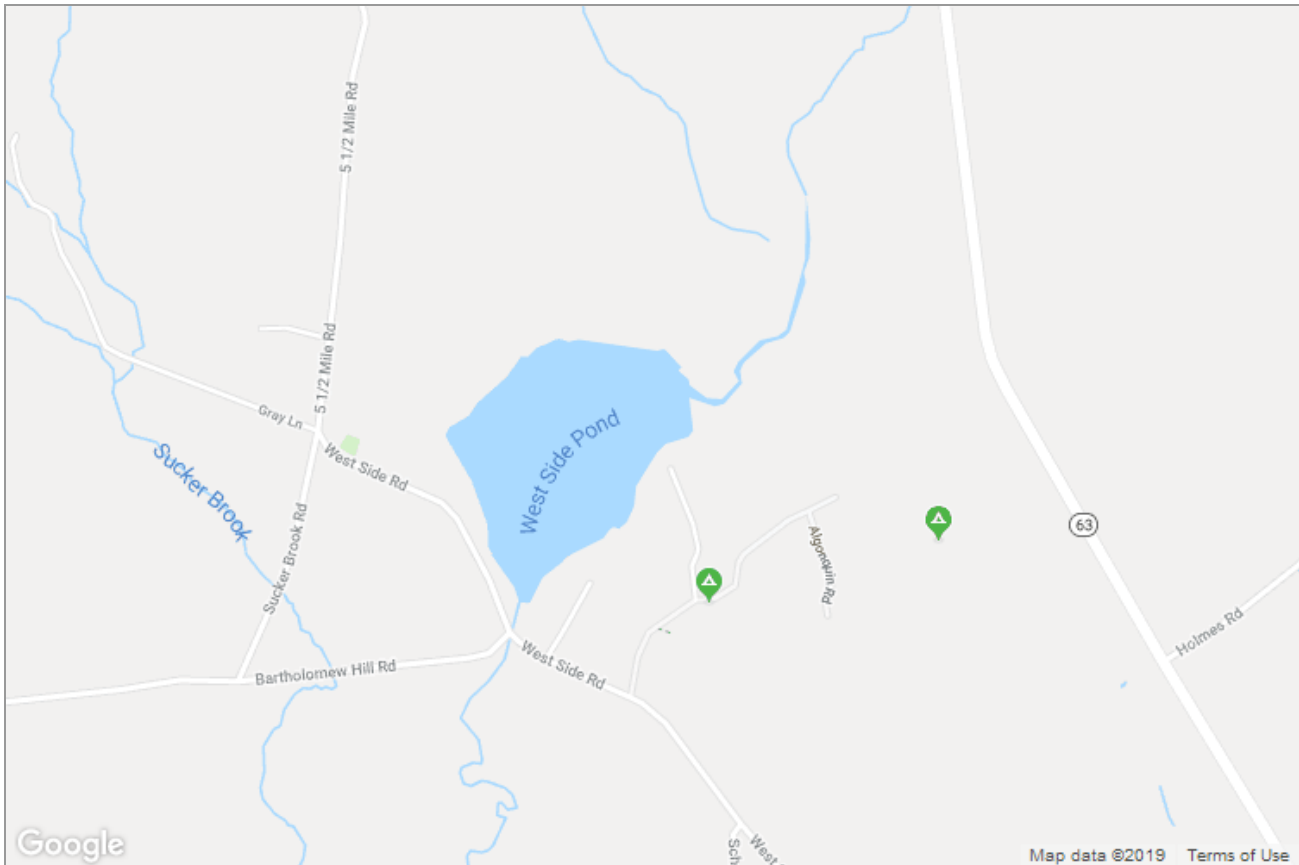 5 1/2 Mile Rd
5 1/2 Mile Rd
Gray Ln
West Side Rd
West Side Pond
Sucker Brook
Sucker Brook Rd
Algonquin Rd
63
Holmes Rd
Bartholomew Hill Rd
West Side Rd
Sch
West
Google
Map data ©2019
Terms of Use